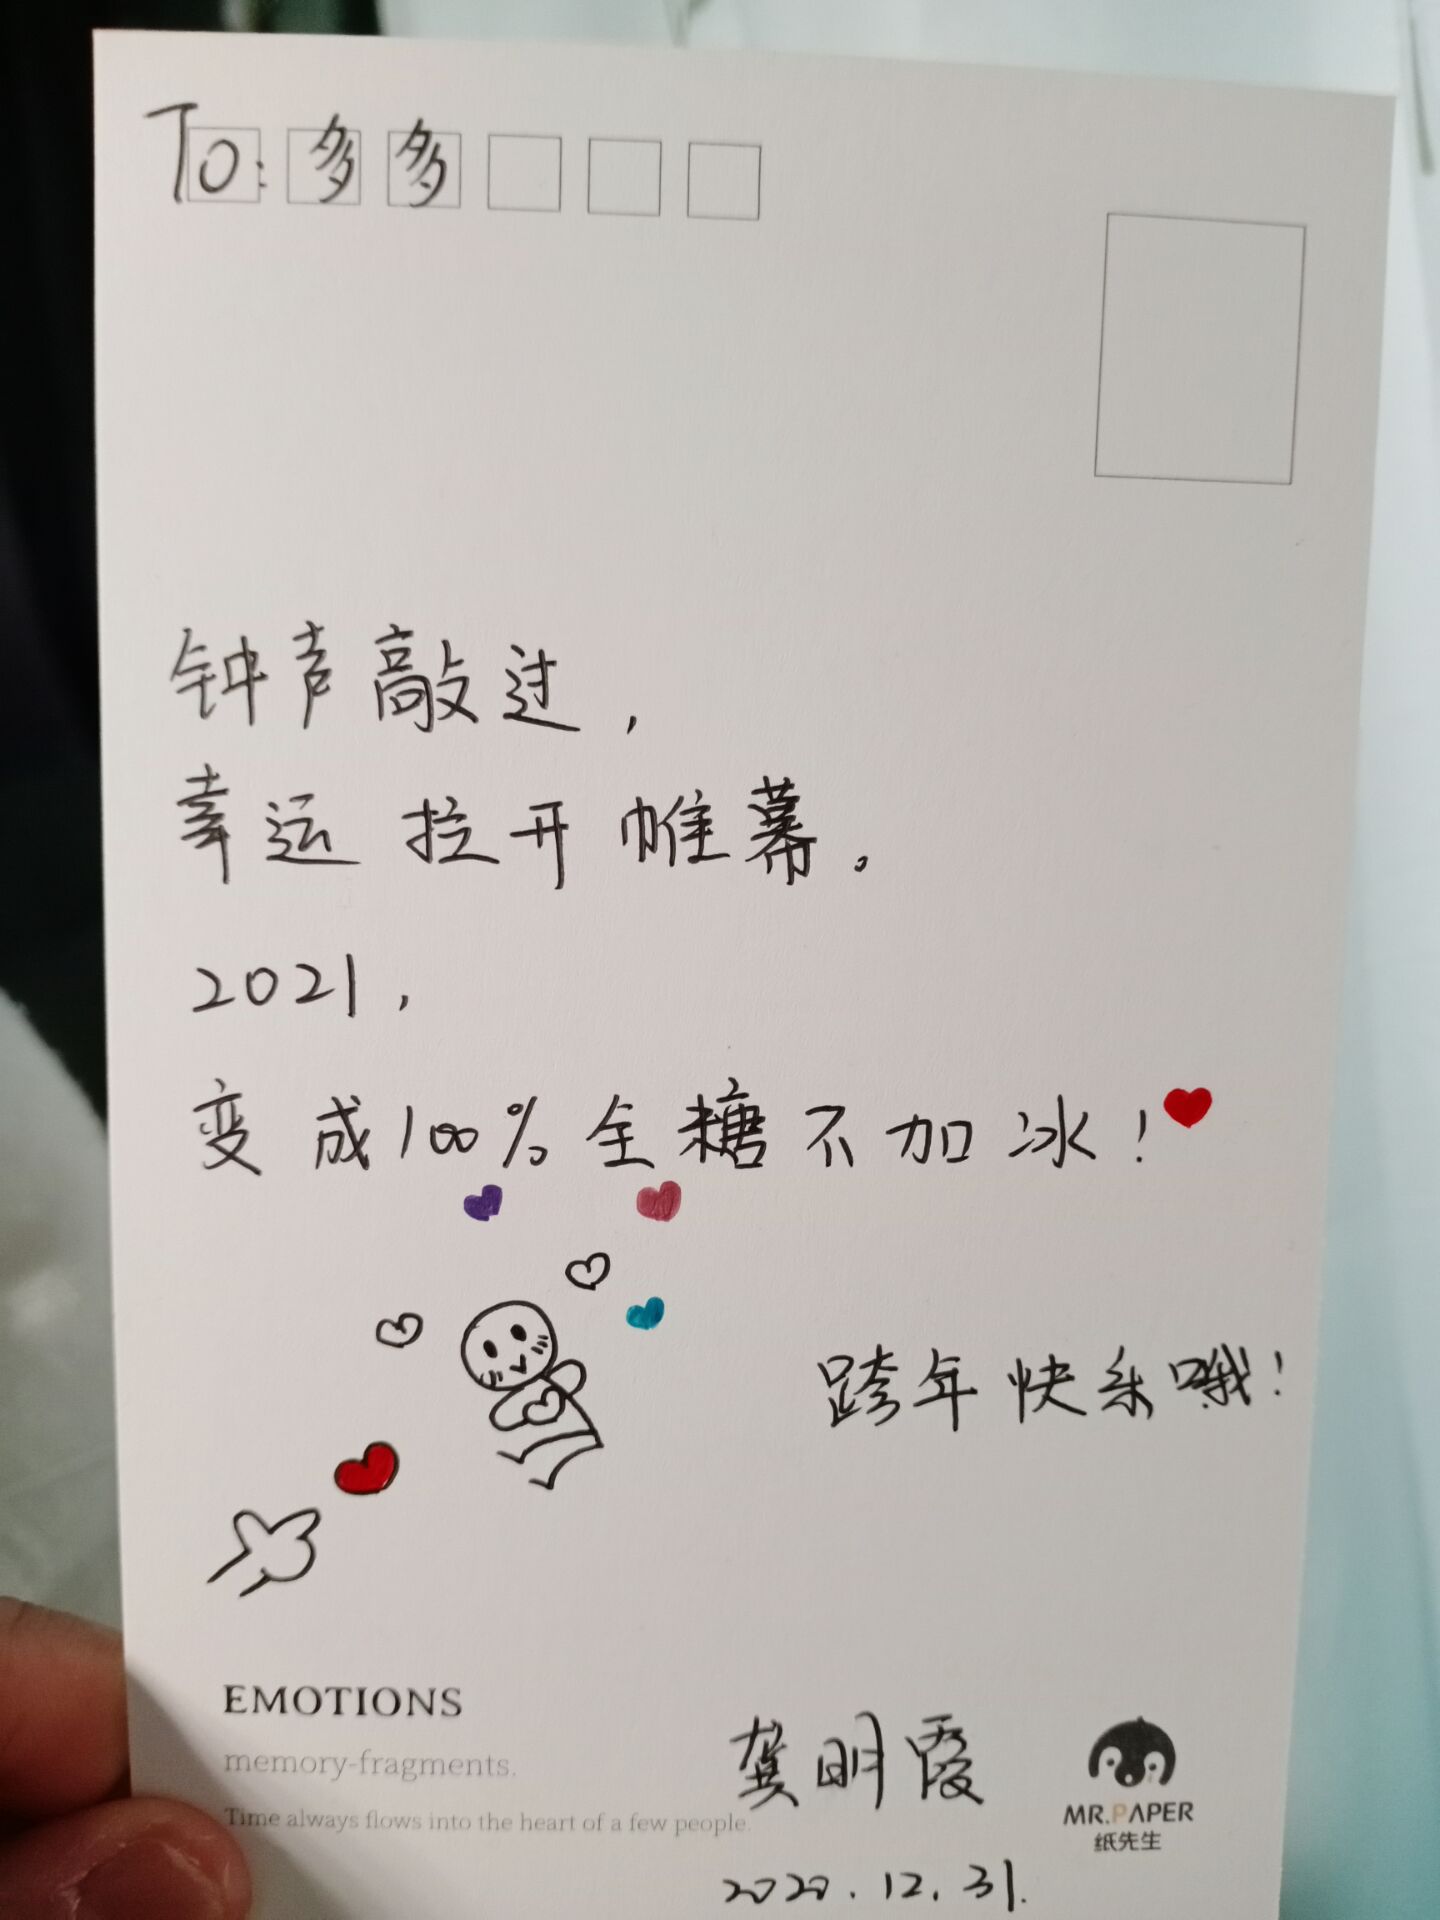 To: 多多
钟声敲过，
幸运拉开帷幕。
2021，
变成100%全糖不加冰！
跨年快乐哦！
EMOTIONS
memory-fragments.
Time always flows into the heart of a few people.
龚明霞
2020.12.31.
MR.PAPER
纸先生